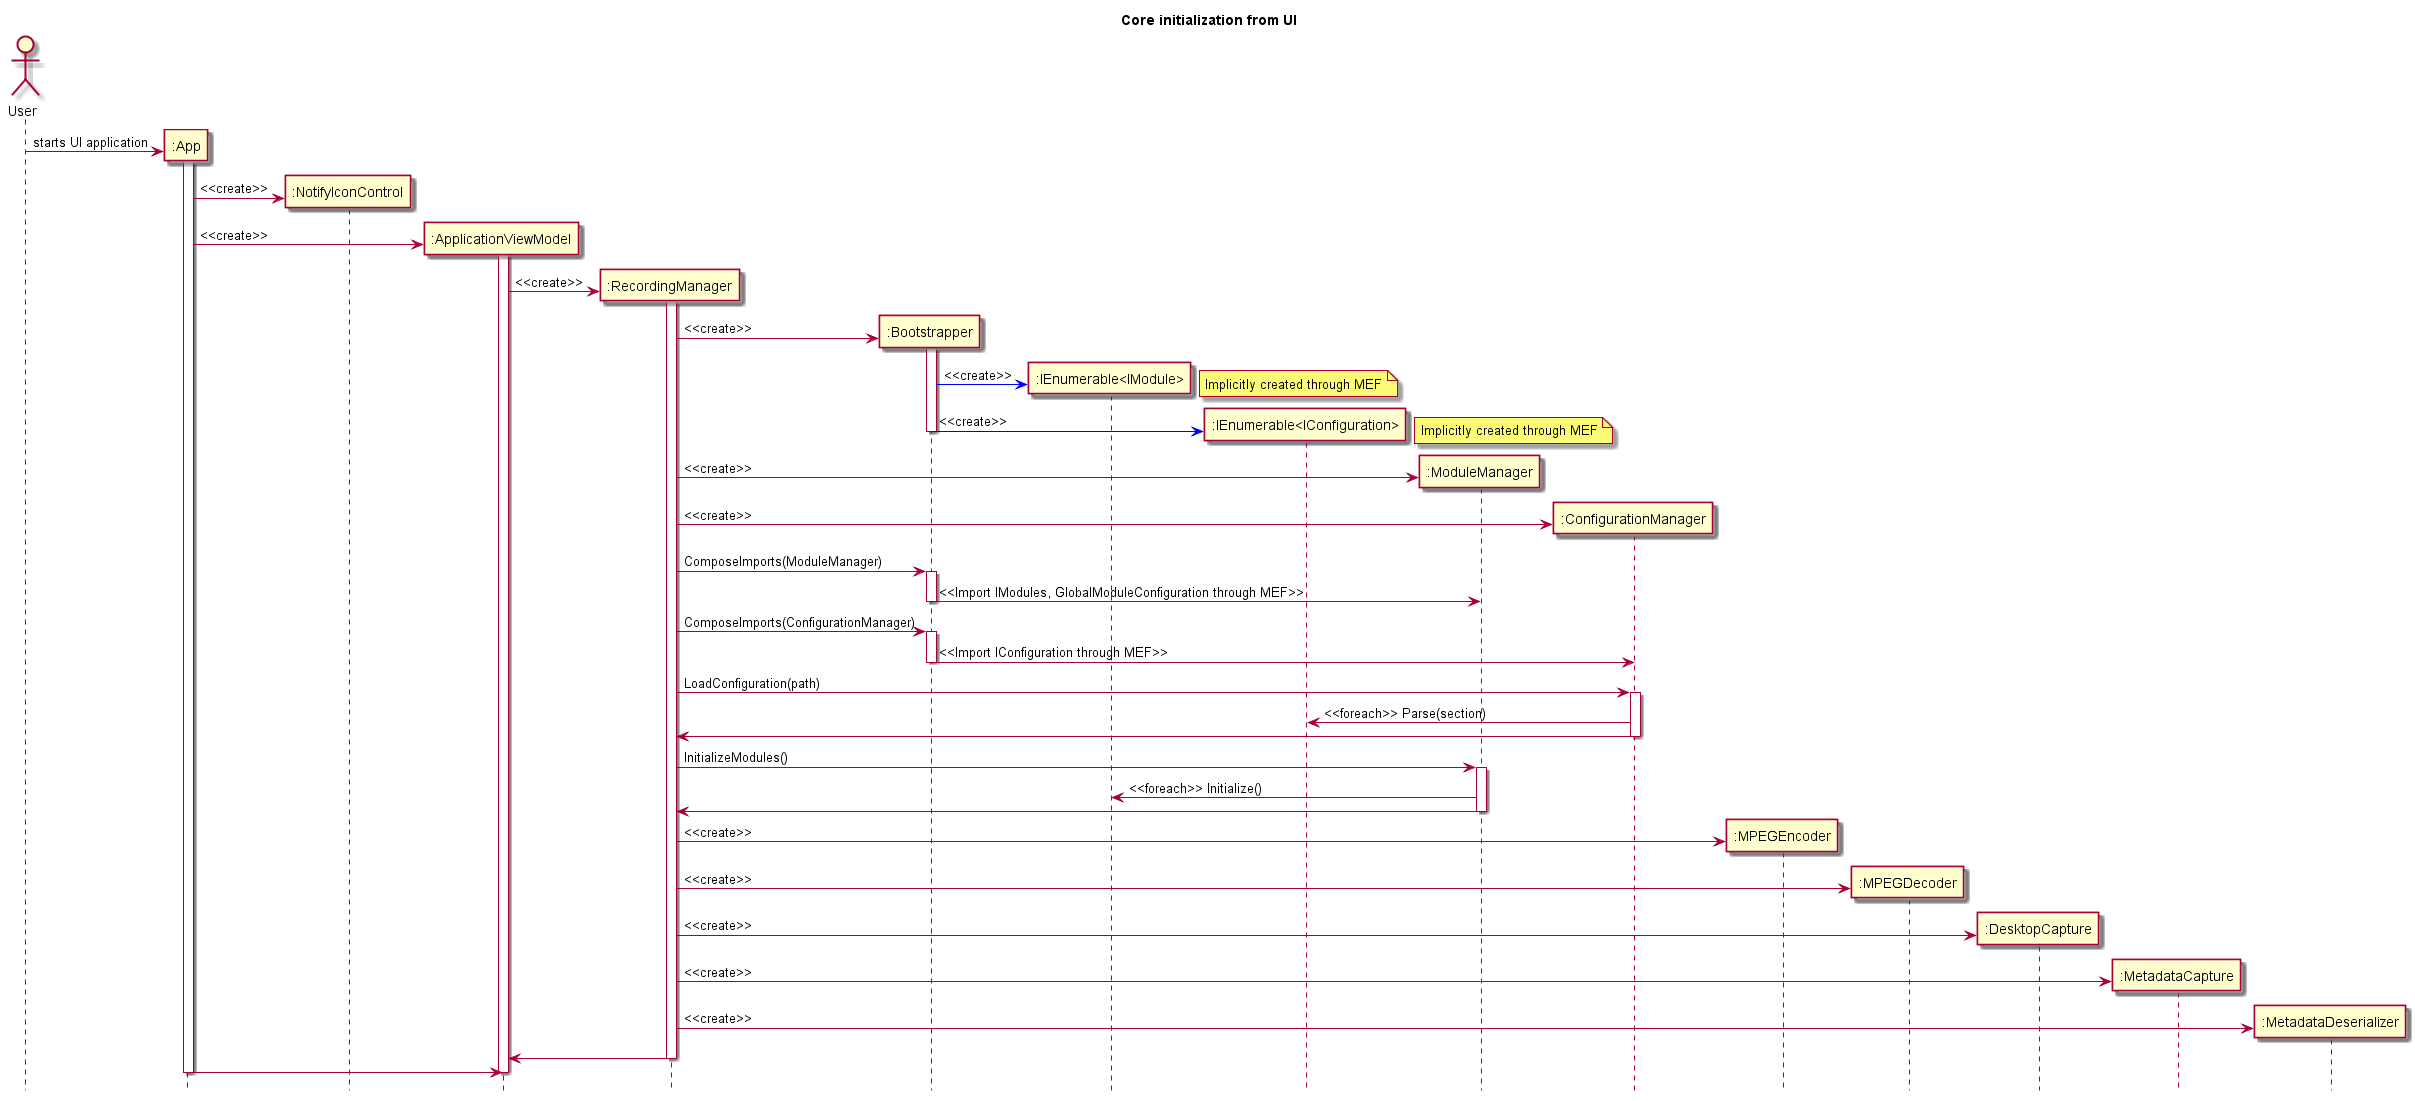 Core initialization from UI
User
starts UI application
:App
<<create>>
:NotifyIconControl
<<create>>
:ApplicationViewModel
<<create>>
:RecordingManager
<<create>>
:Bootstrapper
<<create>>
:IEnumerable<IModule>
Implicitly created through MEF
<<create>>
:IEnumerable<IConfiguration>
Implicitly created through MEF
<<create>>
:ModuleManager
<<create>>
:ConfigurationManager
ComposeImports(ModuleManager)
<<Import IModules, GlobalModuleConfiguration through MEF>>
ComposeImports(ConfigurationManager)
<<Import IConfiguration through MEF>>
LoadConfiguration(path)
<<foreach>> Parse(section)
InitializeModules()
<<foreach>> Initialize()
<<create>>
:MPEGEncoder
<<create>>
:MPEGDecoder
<<create>>
:DesktopCapture
<<create>>
:MetadataCapture
<<create>>
:MetadataDeserializer